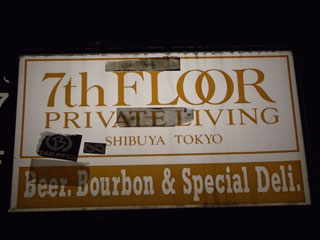 7th FLOOR
PRIVATE LIVING
SHIBUYA TOKYO
Beer. Bourbon & Special Deli.